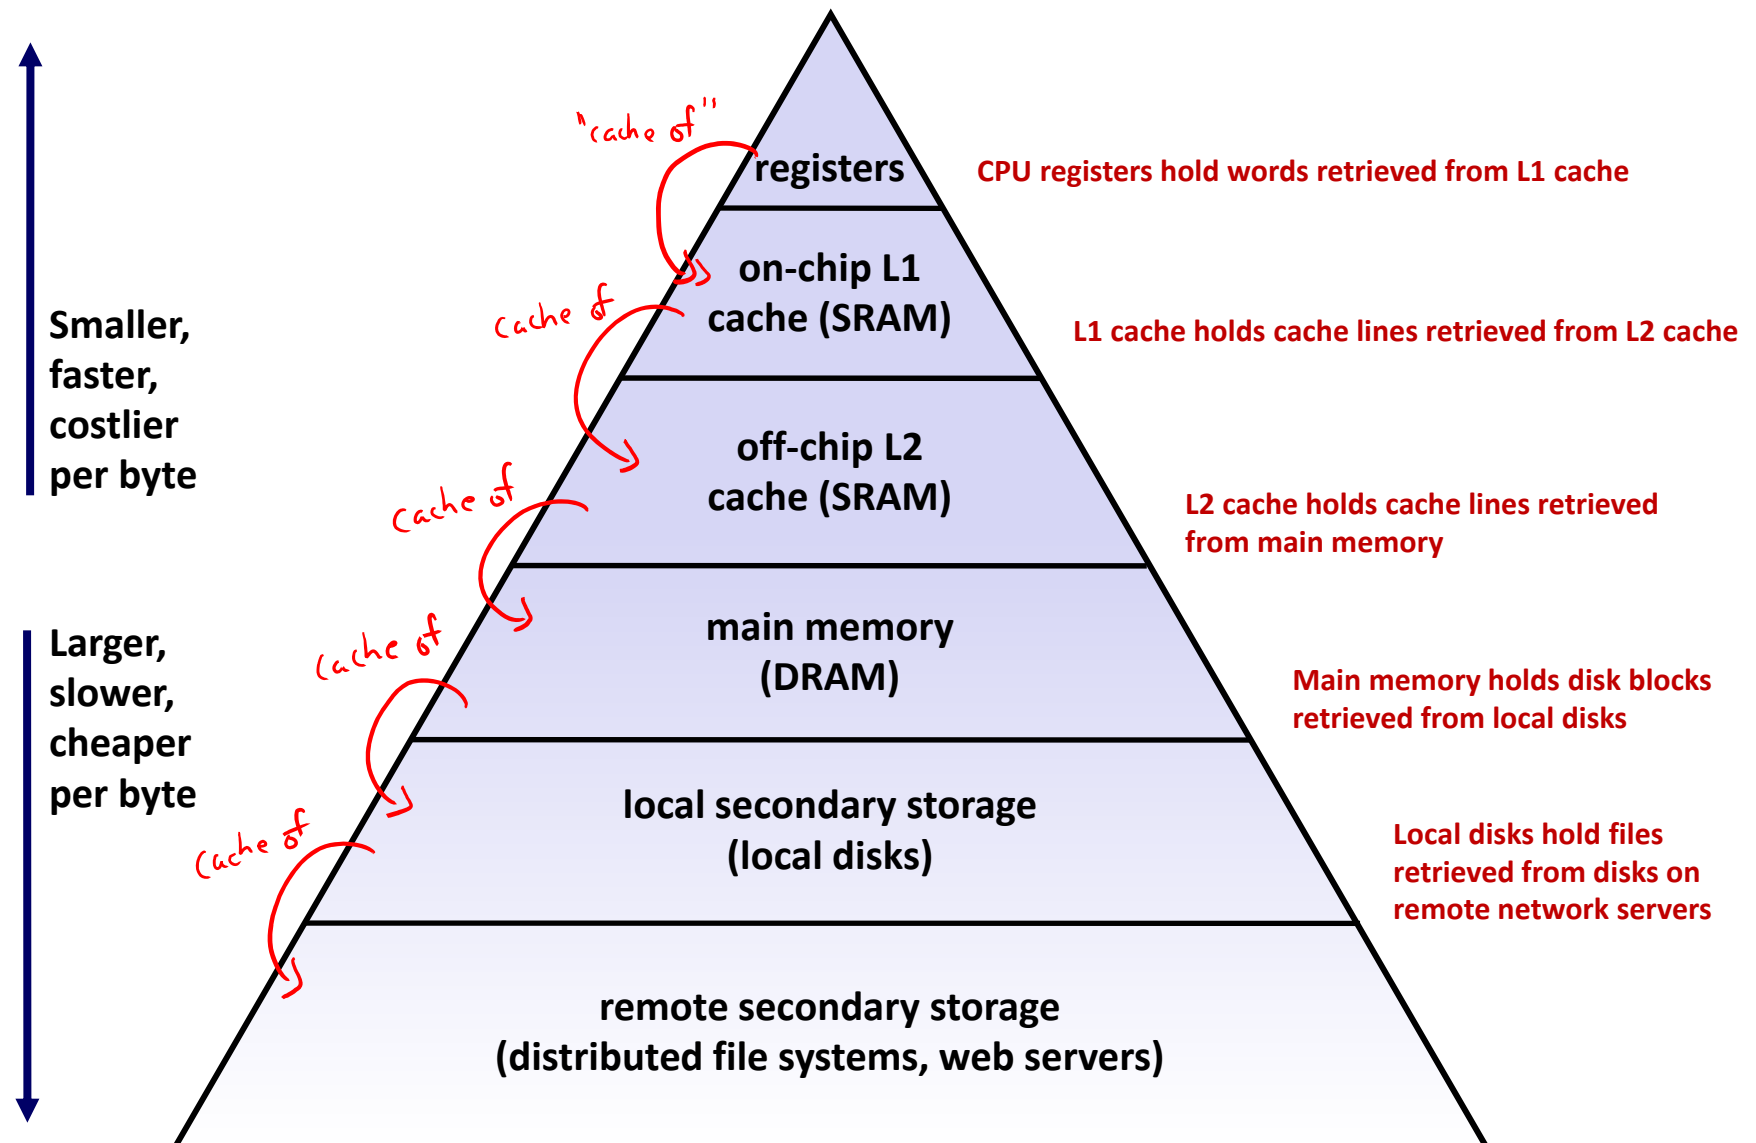 "cache of"
registers
CPU registers hold words retrieved from L1 cache
on-chip L1
cache (SRAM)
cache of
L1 cache holds cache lines retrieved from L2 cache
Smaller,
faster,
costlier
per byte
off-chip L2
cache (SRAM)
cache of
L2 cache holds cache lines retrieved
from main memory
Larger,
slower,
cheaper
per byte
main memory
(DRAM)
cache of
Main memory holds disk blocks
retrieved from local disks
local secondary storage
(local disks)
cache of
Local disks hold files
retrieved from disks on
remote network servers
remote secondary storage
(distributed file systems, web servers)